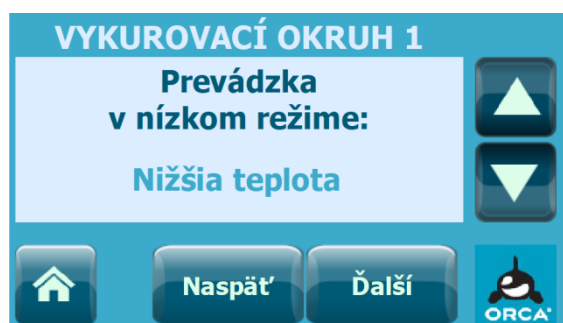 VYKUROVACÍ OKRUH 1
Prevádzka
v nízkom režime:
Nižšia teplota
Naspäť
Ďalší
ORCA